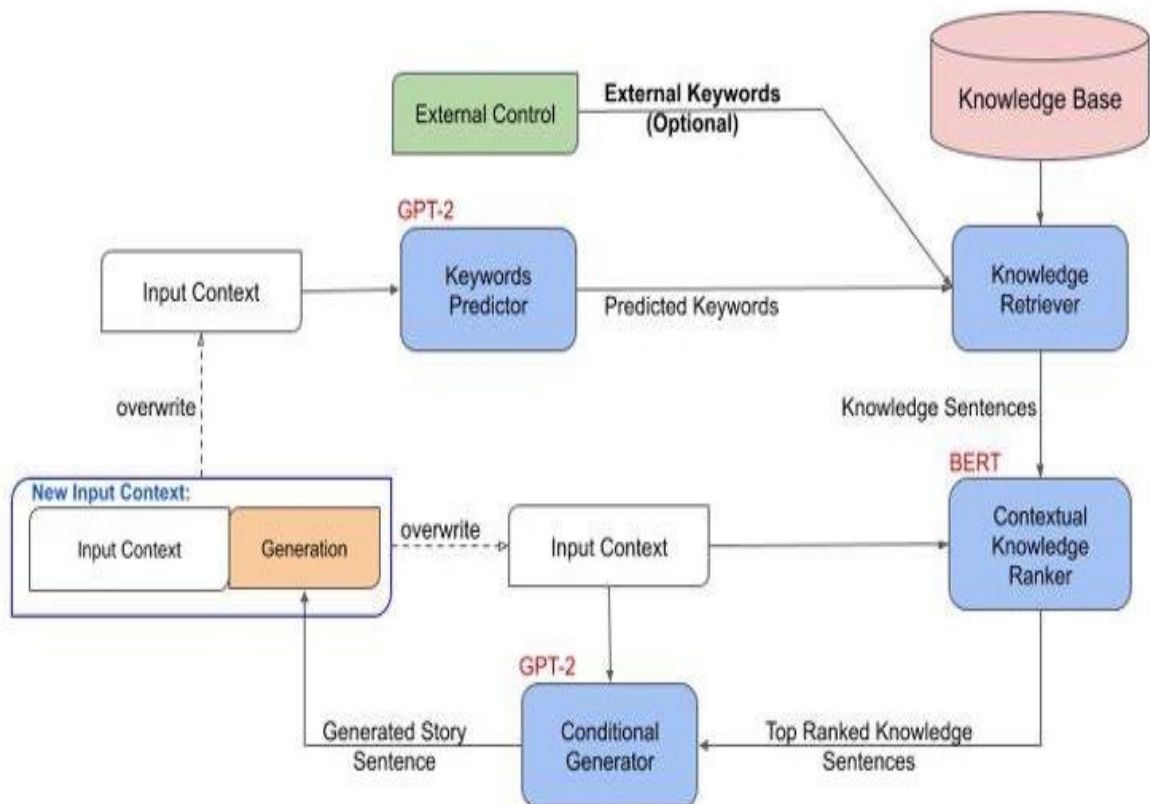 External Control
External Keywords
(Optional)
Knowledge Base
GPT-2
Input Context
Keywords
Predictor
Predicted Keywords
Knowledge
Retriever
overwrite
Knowledge Sentences
BERT
New Input Context:
Input Context
Generation
overwrite
Input Context
Contextual
Knowledge
Ranker
GPT-2
Generated Story
Sentence
Conditional
Generator
Top Ranked Knowledge
Sentences